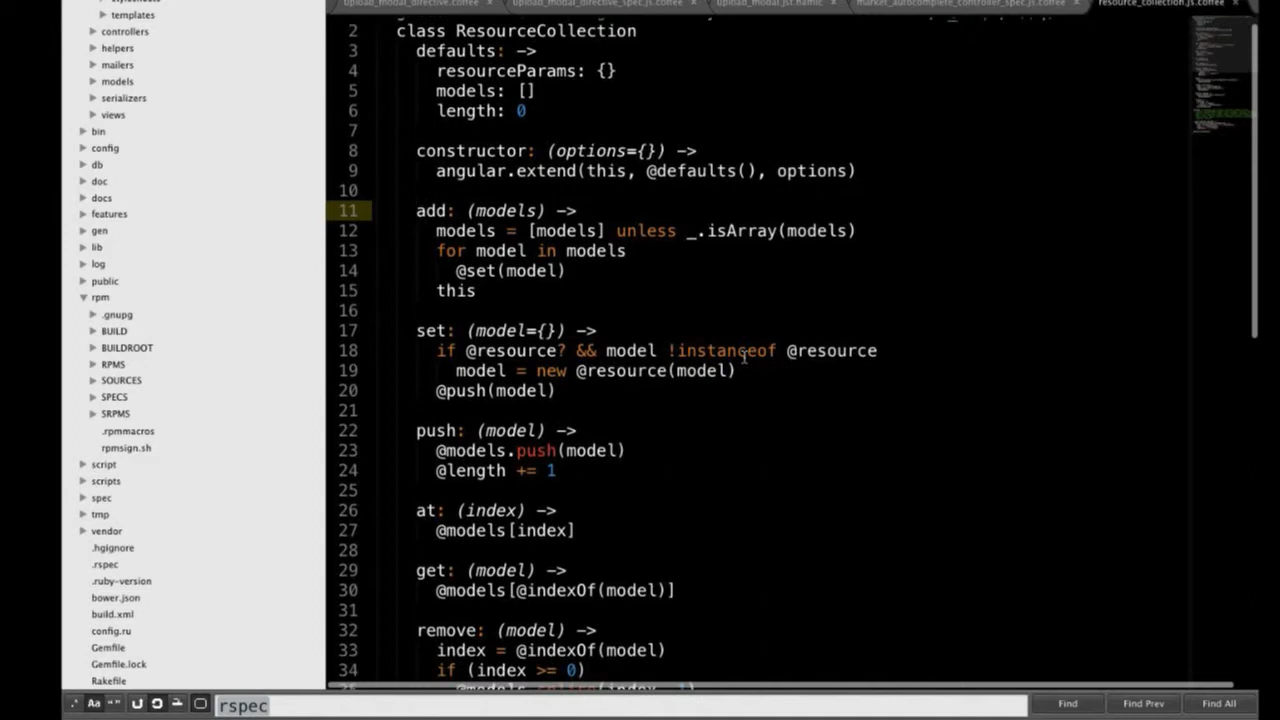 stylesheets
templates
controllers
helpers
mailers
models
serializers
views
bin
config
db
doc
docs
features
gen
lib
log
public
rpm
.gnupg
BUILD
BUILDROOT
RPMS
SOURCES
SPECS
SRPMS
.rpmmacros
rpmsign.sh
script
scripts
spec
tmp
vendor
.hgignore
.rspec
.ruby-version
bower.json
build.xml
config.ru
Gemfile
Gemfile.lock
Rakefile
upload_modal_directive.coffee × upload_modal_directive_spec.js.coffee × upload_modal.jst.hamlc × market_autocomplete_controller_spec.js.coffee × resource_collection.js.coffee ×
2 class ResourceCollection
3 defaults: ->
4 resourceParams: {}
5 models: []
6 length: 0
7
8 constructor: (options={}) ->
9 angular.extend(this, @defaults(), options)
10
11 add: (models) ->
12 models = [models] unless _.isArray(models)
13 for model in models
14 @set(model)
15 this
16
17 set: (model={}) ->
18 if @resource? && model !instanceof @resource
19 model = new @resource(model)
20 @push(model)
21
22 push: (model) ->
23 @models.push(model)
24 @length += 1
25
26 at: (index) ->
27 @models[index]
28
29 get: (model) ->
30 @models[@indexOf(model)]
31
32 remove: (model) ->
33 index = @indexOf(model)
34 if (index >= 0)
35 @models.splice(index, 1)
.* Aa "" rspec Find Find Prev Find All